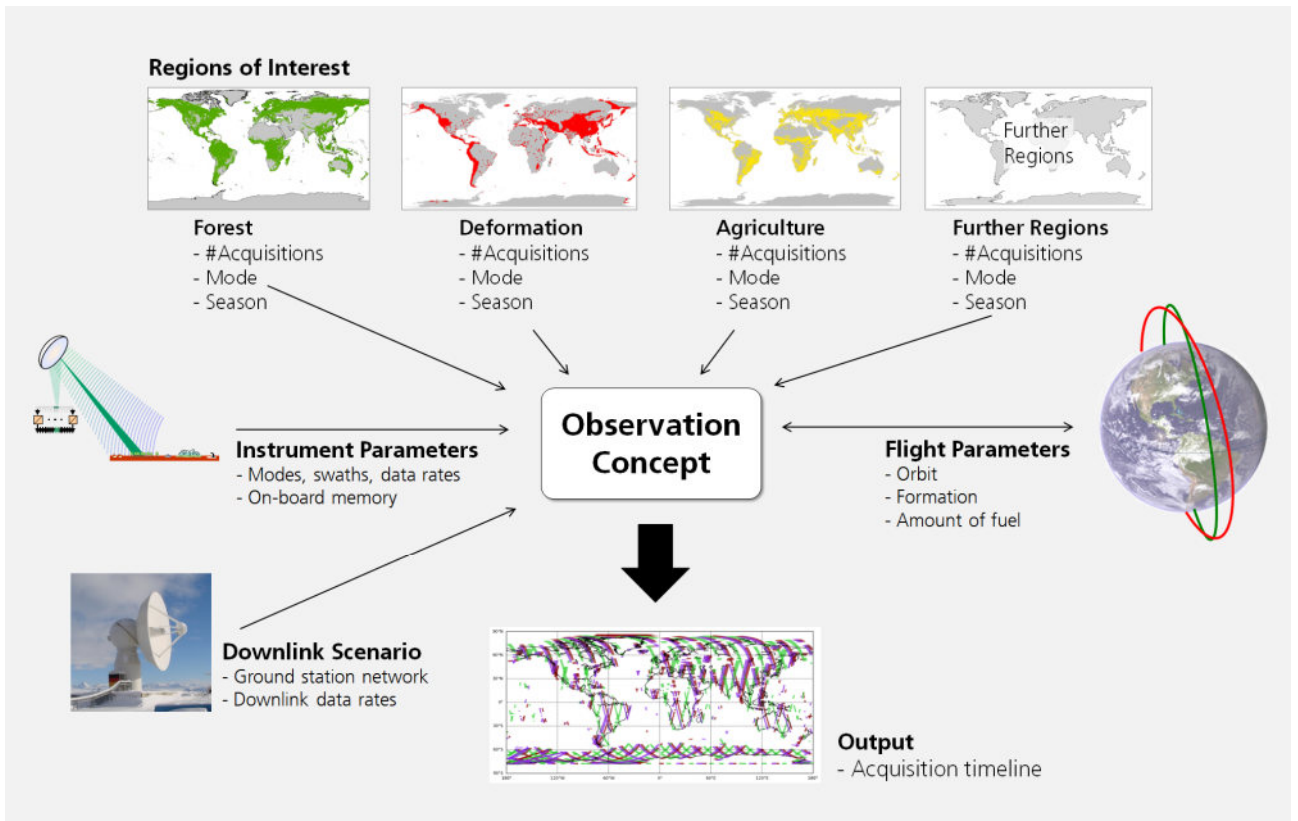 Regions of Interest
Further
Regions
Forest
- #Acquisitions
- Mode
- Season
Deformation
- #Acquisitions
- Mode
- Season
Agriculture
- #Acquisitions
- Mode
- Season
Further Regions
- #Acquisitions
- Mode
- Season
Instrument Parameters
- Modes, swaths, data rates
- On-board memory
Observation
Concept
Flight Parameters
- Orbit
- Formation
- Amount of fuel
Downlink Scenario
- Ground station network
- Downlink data rates
Output
- Acquisition timeline